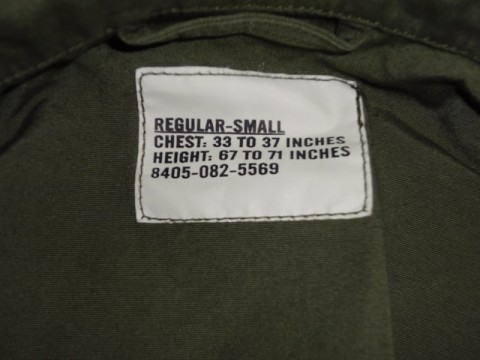 REGULAR-SMALL
CHEST: 33 TO 37 INCHES
HEIGHT: 67 TO 71 INCHES
8405-082-5569